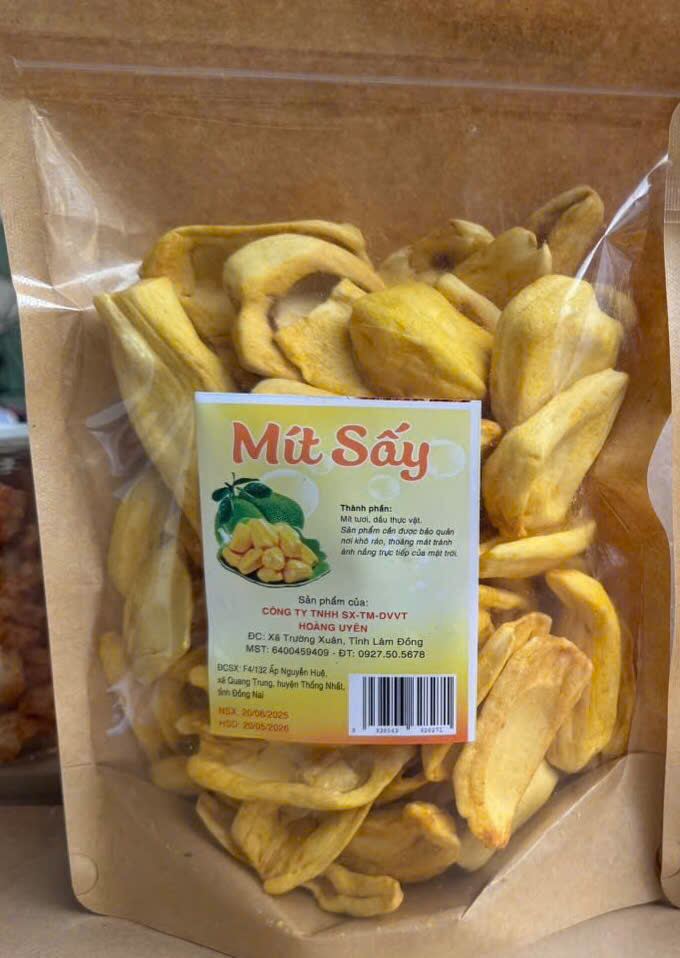 Mít Sấy
Thành phần:
Mít tươi, dầu thực vật.
Sản phẩm cần được bảo quản
nơi khô ráo, thoáng mát tránh
ánh nắng trực tiếp của mặt trời.
Sản phẩm của:
CÔNG TY TNHH SX-TM-DVVT
HOÀNG UYÊN
ĐC: Xã Trường Xuân, Tỉnh Lâm Đồng
MST: 6400459409 - ĐT: 0927.50.5678
ĐCSX: F4/132 Ấp Nguyễn Huệ,
xã Quang Trung, huyện Thống Nhất,
tỉnh Đồng Nai
NSX: 20/06/2025
HSD: 20/05/2026